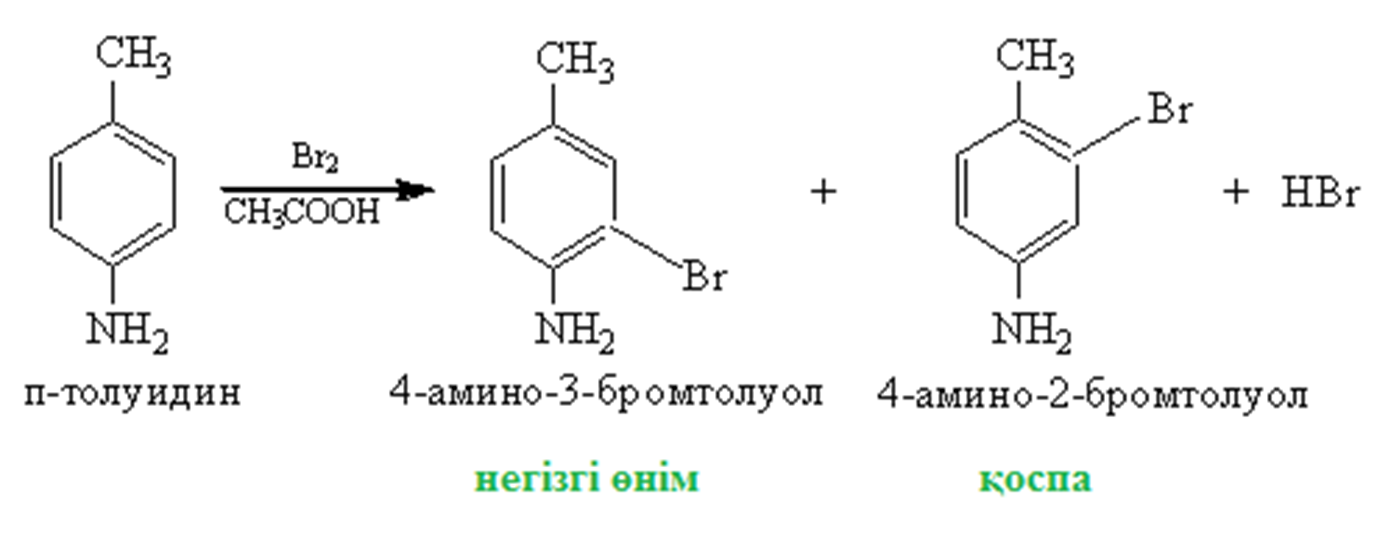 CH₃ CH₃ CH₃
Br
Br₂
CH₃COOH
+ + HBr
Br
NH₂ NH₂ NH₂
п-толуидин 4-амино-3-бромтолуол 4-амино-2-бромтолуол
негізгі өнім қоспа